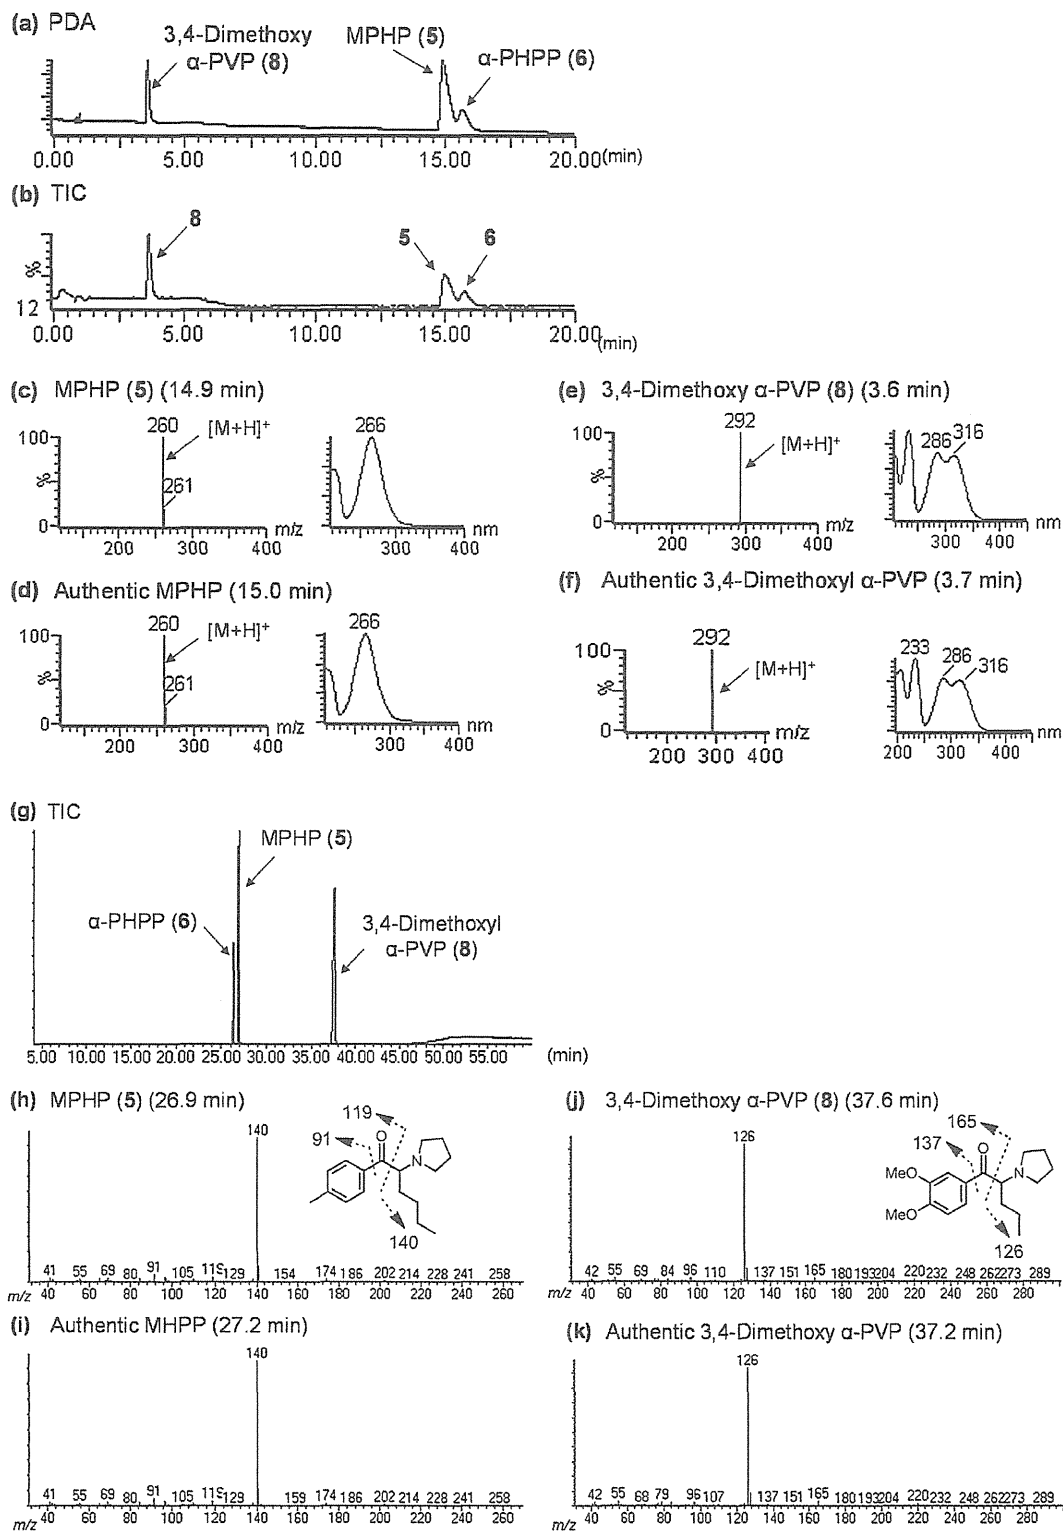 (a) PDA
3,4-Dimethoxy
α-PVP (8)
MPHP (5)
α-PHPP (6)
0.00 5.00 10.00 15.00 20.00 (min)
(b) TIC
8
5
6
%
12
0.00 5.00 10.00 15.00 20.00 (min)
(c) MPHP (5) (14.9 min)
260
[M+H]+
261
100
%
0
200 300 400 m/z
266
300 400 nm
(d) Authentic MPHP (15.0 min)
260
[M+H]+
261
100
%
0
200 300 400 m/z
266
300 400 nm
(e) 3,4-Dimethoxy α-PVP (8) (3.6 min)
292
[M+H]+
100
%
0
200 300 400 m/z
286 316
300 400 nm
(f) Authentic 3,4-Dimethoxyl α-PVP (3.7 min)
292
[M+H]+
100
%
0
200 300 400 m/z
233 286 316
200 300 400 nm
(g) TIC
MPHP (5)
α-PHPP (6)
3,4-Dimethoxyl
α-PVP (8)
5.00 10.00 15.00 20.00 25.00 30.00 35.00 40.00 45.00 50.00 55.00 (min)
(h) MPHP (5) (26.9 min)
140
119
91
O
N
140
41 55 69 80 91 105 119 129 154 174 186 202 214 228 241 258
m/z 40 60 80 100 120 140 160 180 200 220 240 260
(i) Authentic MHPP (27.2 min)
140
41 55 69 80 91 105 119 129 159 174 186 202 214 228 241 258
m/z 40 60 80 100 120 140 160 180 200 220 240 260
(j) 3,4-Dimethoxy α-PVP (8) (37.6 min)
126
165
137
O
N
MeO
MeO
126
42 55 69 84 96 110 137 151 165 180 193 204 220 232 248 262 273 289
m/z 40 60 80 100 120 140 160 180 200 220 240 260 280
(k) Authentic 3,4-Dimethoxy α-PVP (37.2 min)
126
42 55 68 79 96 107 137 151 165 180 193 204 220 232 248 262 273 289
m/z 40 60 80 100 120 140 160 180 200 220 240 260 280